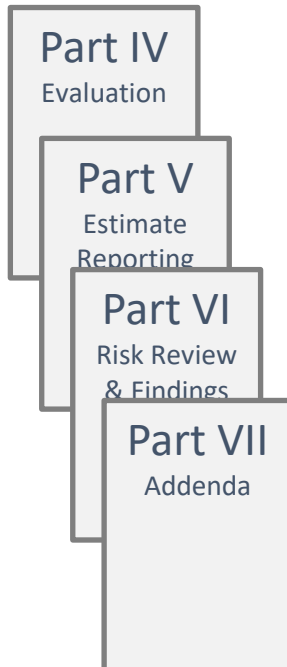 Part IV
Evaluation
Part V
Estimate
Reporting
Part VI
Risk Review
& Findings
Part VII
Addenda